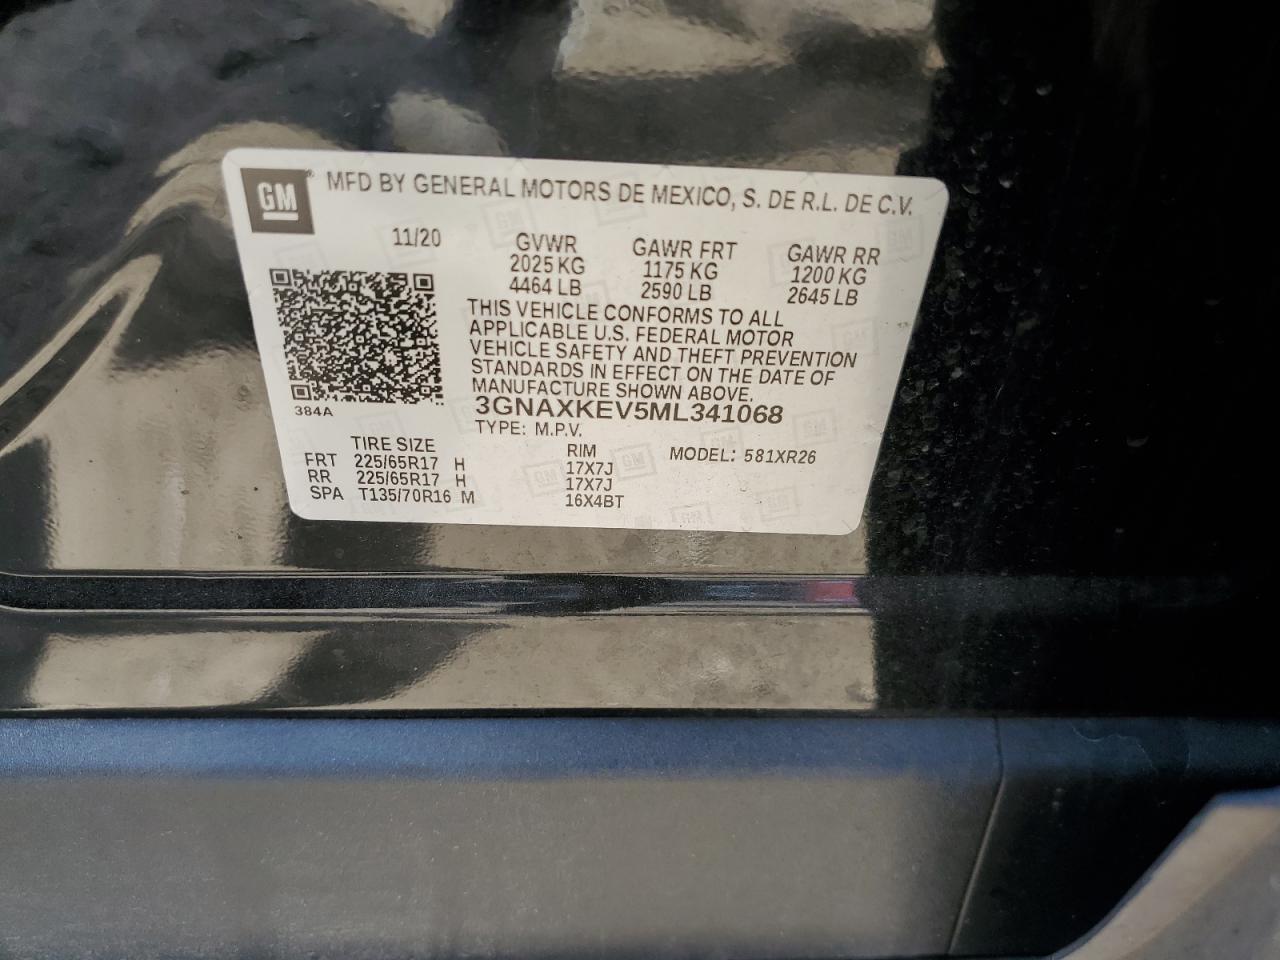 GM
MFD BY GENERAL MOTORS DE MEXICO, S. DE R.L. DE C.V.
11/20
GVWR GAWR FRT GAWR RR
2025 KG 1175 KG 1200 KG
4464 LB 2590 LB 2645 LB
THIS VEHICLE CONFORMS TO ALL
APPLICABLE U.S. FEDERAL MOTOR
VEHICLE SAFETY AND THEFT PREVENTION
STANDARDS IN EFFECT ON THE DATE OF
MANUFACTURE SHOWN ABOVE.
384A
3GNAXKEV5ML341068
TYPE: M.P.V.
TIRE SIZE RIM MODEL: 581XR26
FRT 225/65R17 H 17X7J
RR 225/65R17 H 17X7J
SPA T135/70R16 M 16X4BT